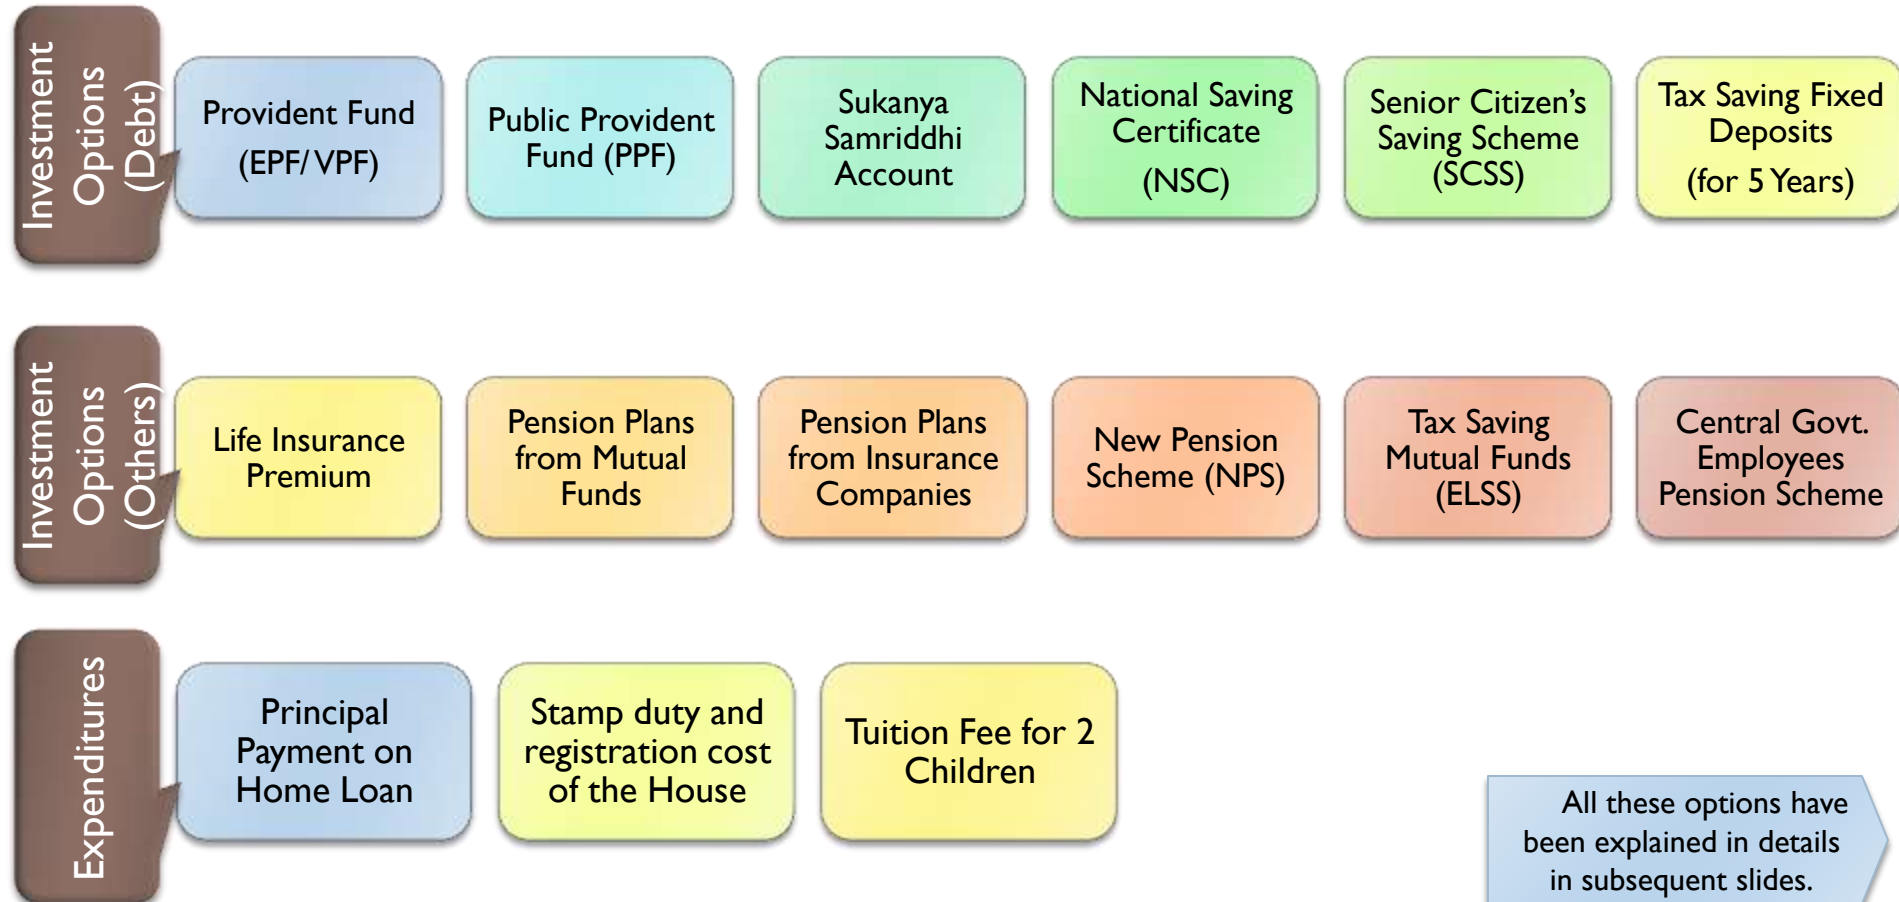 Investment
Options
(Debt)
Provident Fund
(EPF/ VPF)
Public Provident
Fund (PPF)
Sukanya
Samriddhi
Account
National Saving
Certificate
(NSC)
Senior Citizen’s
Saving Scheme
(SCSS)
Tax Saving Fixed
Deposits
(for 5 Years)
Investment
Options
(Others)
Life Insurance
Premium
Pension Plans
from Mutual
Funds
Pension Plans
from Insurance
Companies
New Pension
Scheme (NPS)
Tax Saving
Mutual Funds
(ELSS)
Central Govt.
Employees
Pension Scheme
Expenditures
Principal
Payment on
Home Loan
Stamp duty and
registration cost
of the House
Tuition Fee for 2
Children
All these options have
been explained in details
in subsequent slides.